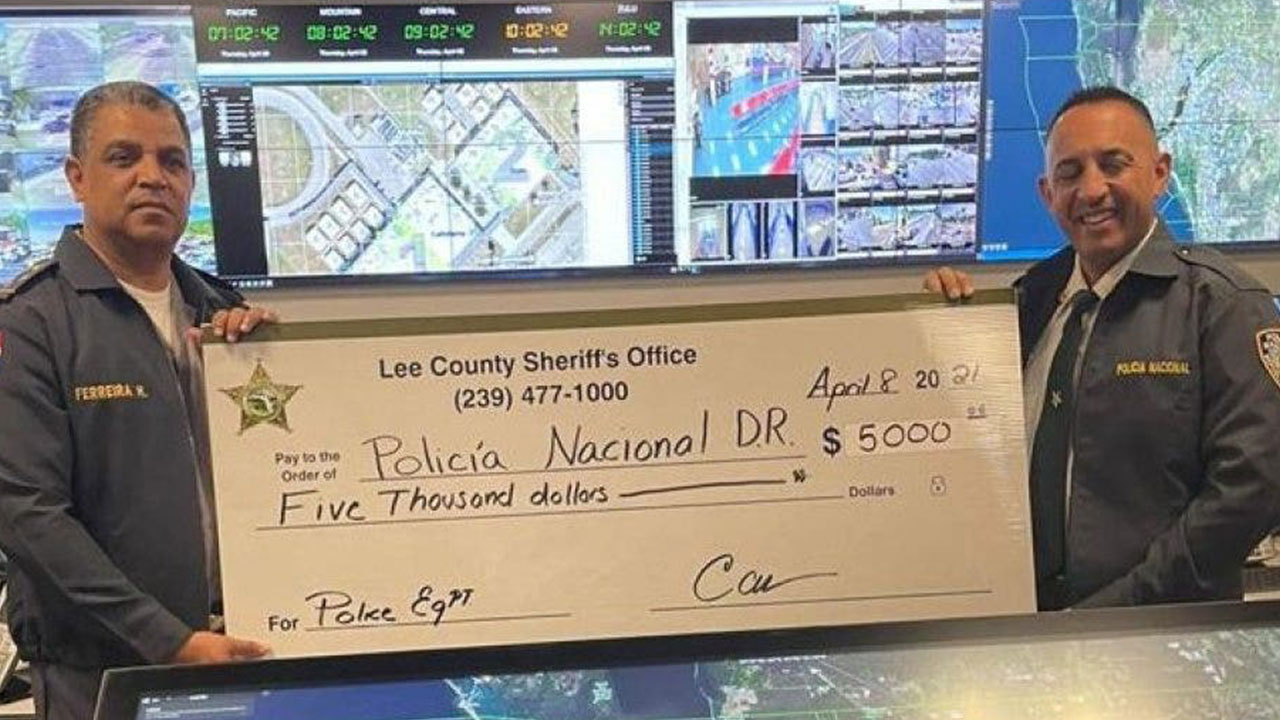 PACIFIC MOUNTAIN CENTRAL EASTERN ZULU
07:02:42 08:02:42 09:02:42 10:02:42 14:02:42
FERREIRA R.
POLICIA NACIONAL
Lee County Sheriff's Office
(239) 477-1000
April 8 20 21
Pay to the
Order of
Policía Nacional D.R.
$ 5000 00
Five Thousand dollars
Dollars
For
Police Eqpt